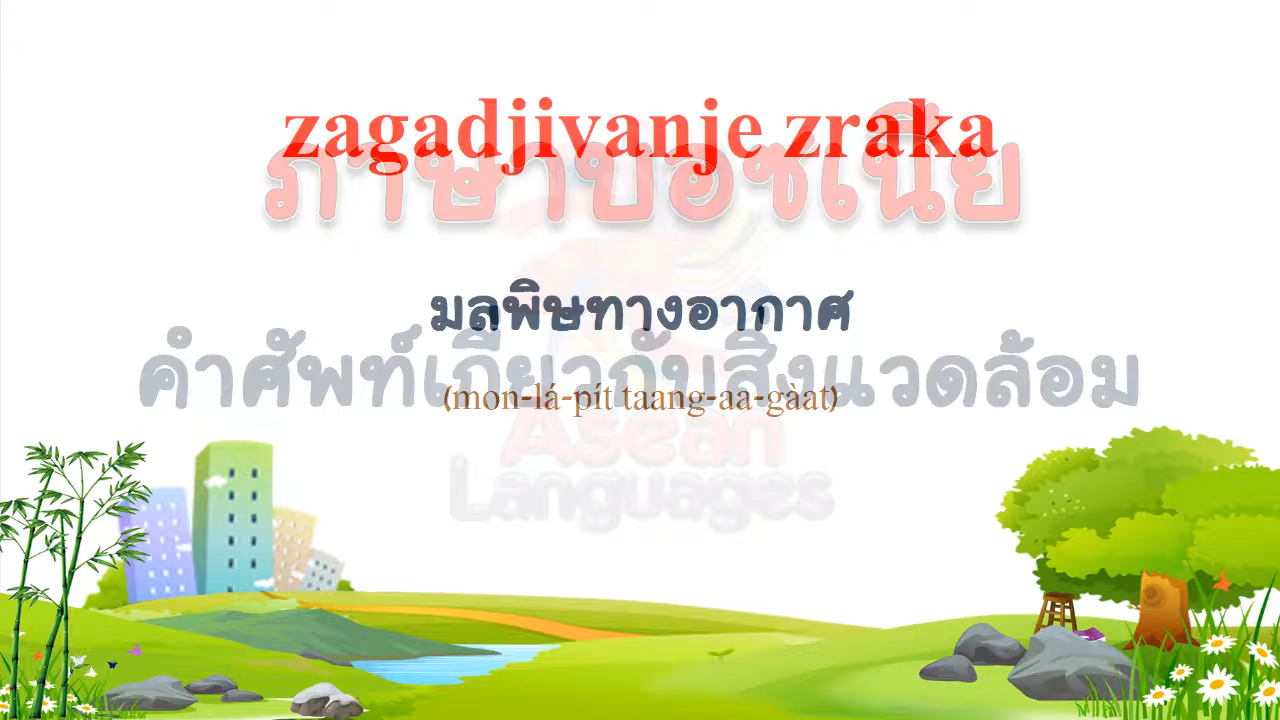 zagadjivanje zraka
ภาษาบอซเนีย
มลพิษทางอากาศ
คำศัพท์เกี่ยวกับสิ่งแวดล้อม
(mon-lá-pít taang-aa-gàat)
Asean
Languages